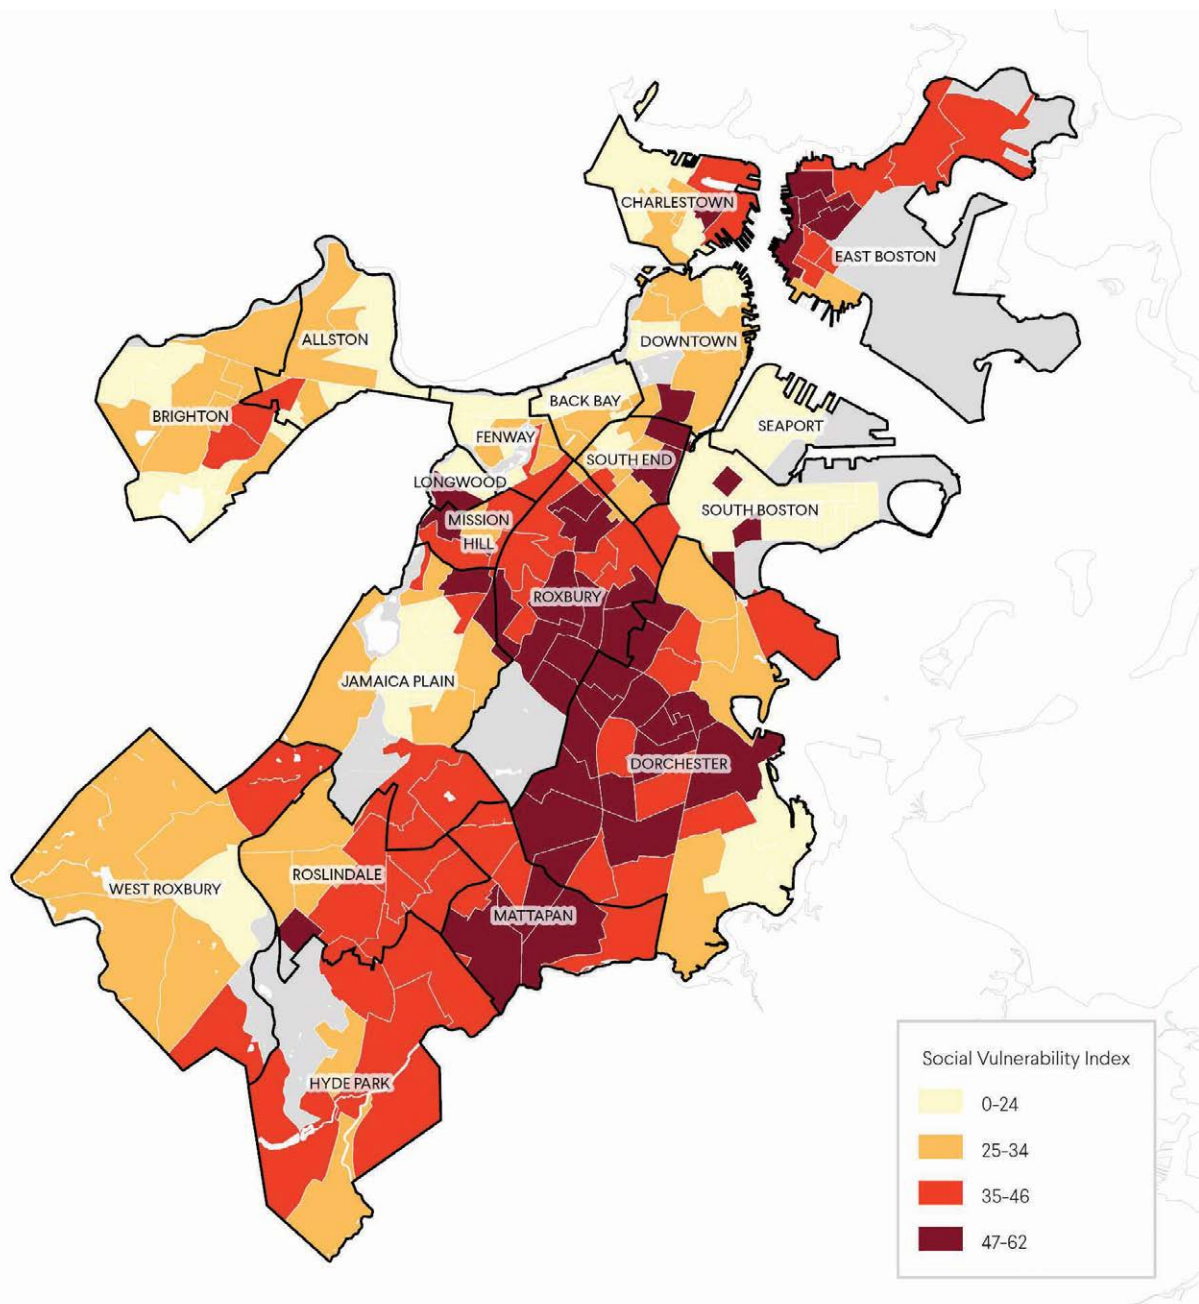 CHARLESTOWN
EAST BOSTON
ALLSTON
DOWNTOWN
BACK BAY
BRIGHTON
SEAPORT
FENWAY
SOUTH END
LONGWOOD
SOUTH BOSTON
MISSION
HILL
ROXBURY
JAMAICA PLAIN
DORCHESTER
ROSLINDALE
WEST ROXBURY
MATTAPAN
HYDE PARK
Social Vulnerability Index
0-24
25-34
35-46
47-62